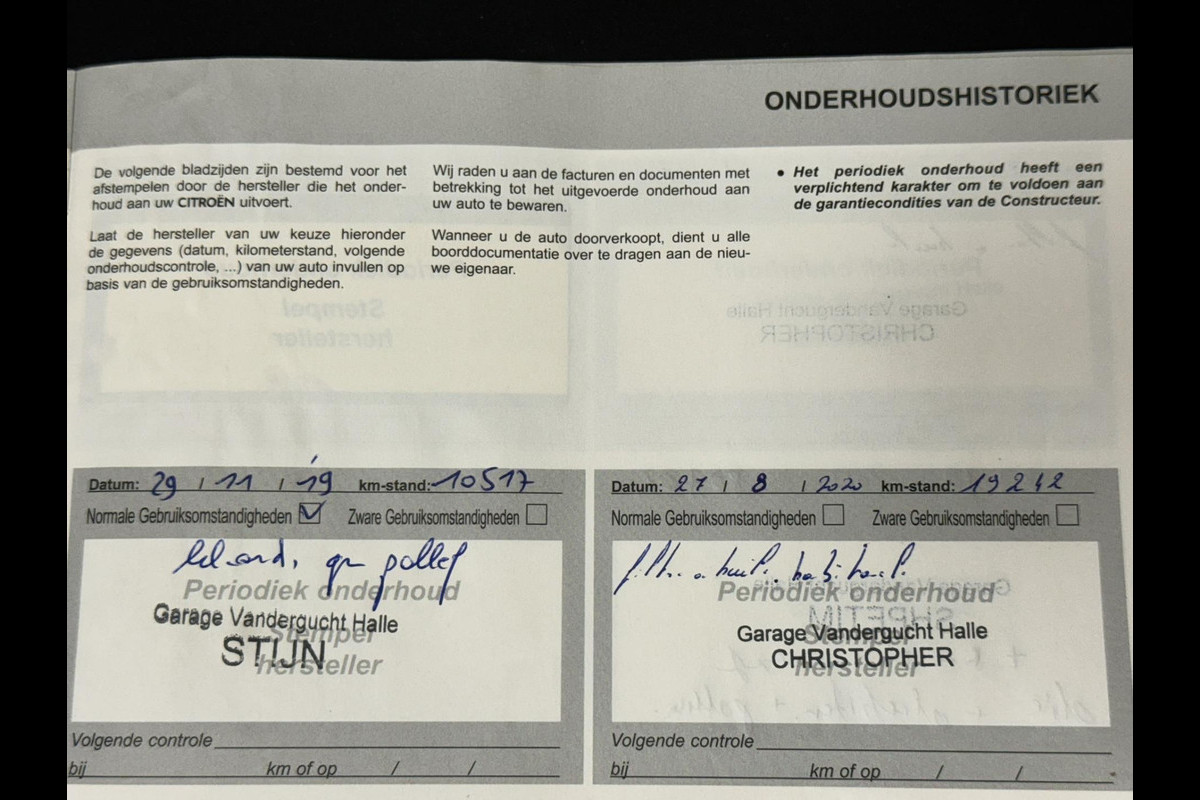 ONDERHOUDSHISTORIEK
De volgende bladzijden zijn bestemd voor het
afstempelen door de hersteller die het onder-
houd aan uw CITROËN uitvoert.
Laat de hersteller van uw keuze hieronder
de gegevens (datum, kilometerstand, volgende
onderhoudscontrole, ...) van uw auto invullen op
basis van de gebruiksomstandigheden.
Wij raden u aan de facturen en documenten met
betrekking tot het uitgevoerde onderhoud aan
uw auto te bewaren.
Wanneer u de auto doorverkoopt, dient u alle
boorddocumentatie over te dragen aan de nieu-
we eigenaar.
• Het periodiek onderhoud heeft een
verplichtend karakter om te voldoen aan
de garantiecondities van de Constructeur.
Datum: 29 / 11 / 19 km-stand: 10517
Normale Gebruiksomstandigheden Zware Gebruiksomstandigheden
Periodiek onderhoud
Garage Vandergucht Halle
Stempel
STIJN
hersteller
Volgende controle
bij km of op / /
Datum: 27 / 8 / 2020 km-stand: 19242
Normale Gebruiksomstandigheden Zware Gebruiksomstandigheden
Periodiek onderhoud
Garage Vandergucht Halle
Stempel
CHRISTOPHER
hersteller
Volgende controle
bij km of op / /